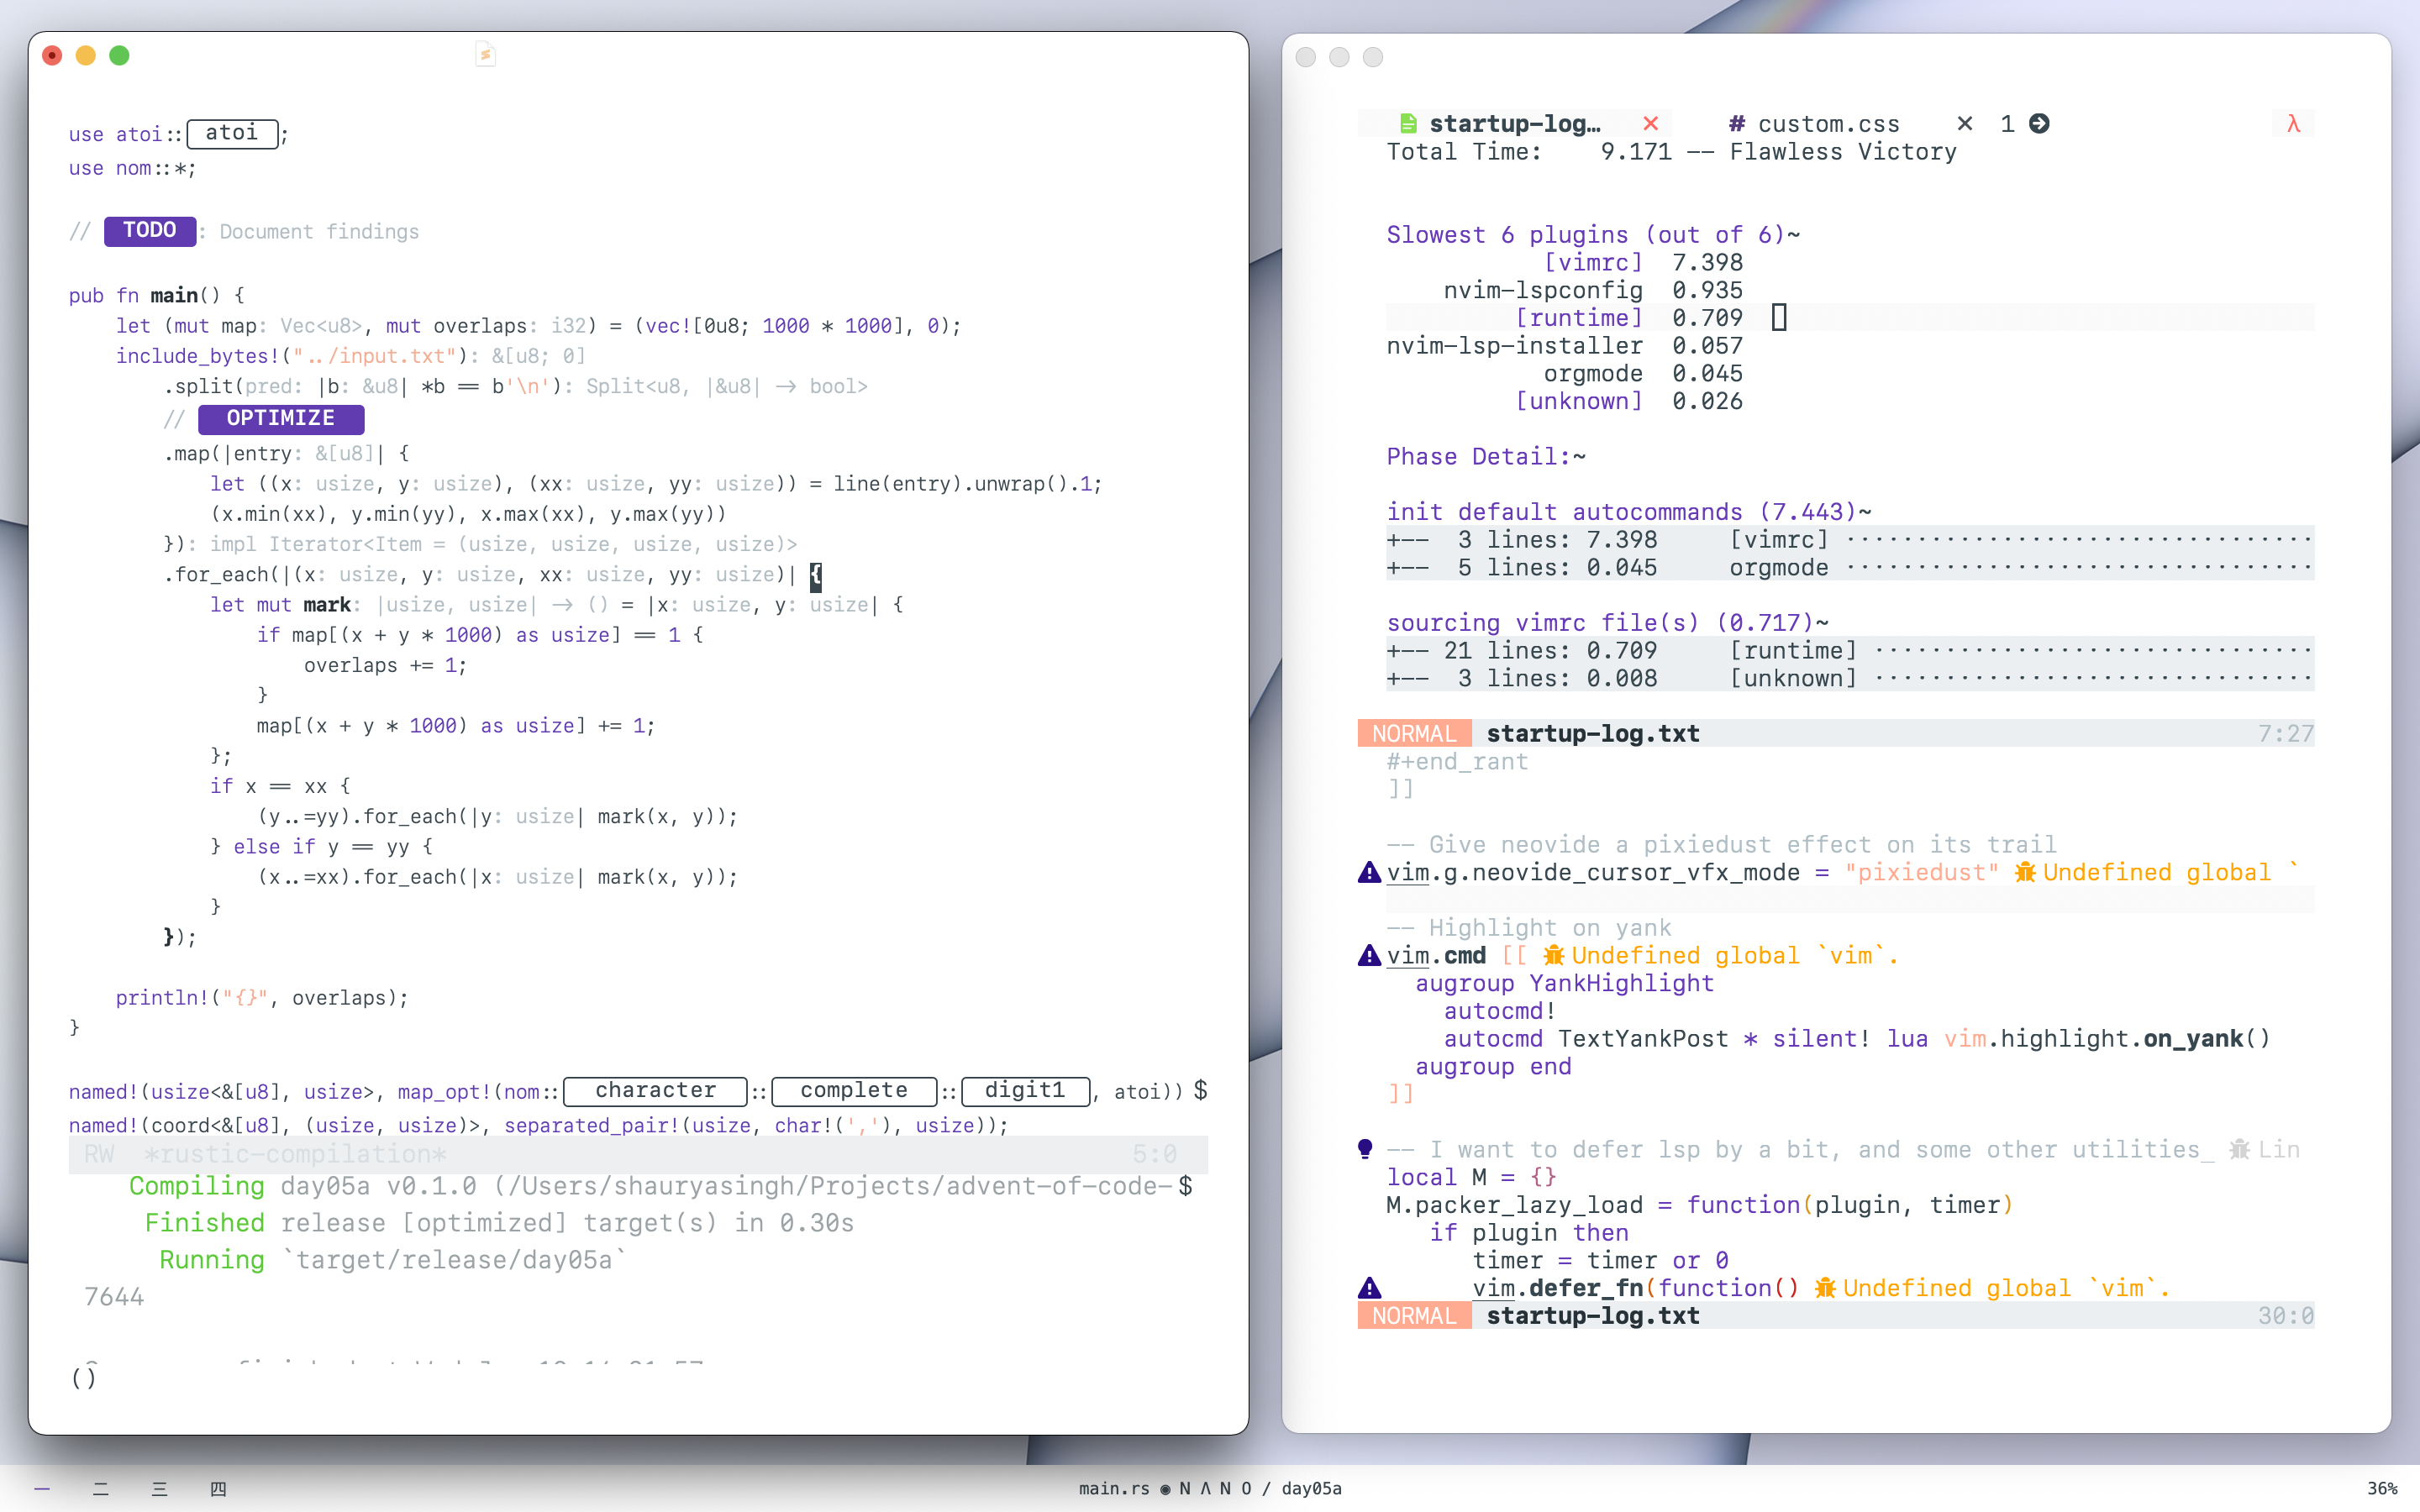 use atoi::atoi;
use nom::*;
// TODO: Document findings
pub fn main() {
let (mut map: Vec<u8>, mut overlaps: i32) = (vec![0u8; 1000 * 1000], 0);
include_bytes!("../input.txt"): &[u8; 0]
.split(pred: |b: &u8| *b == b'\n'): Split<u8, |&u8| -> bool>
// OPTIMIZE
.map(|entry: &[u8]| {
let ((x: usize, y: usize), (xx: usize, yy: usize)) = line(entry).unwrap().1;
(x.min(xx), y.min(yy), x.max(xx), y.max(yy))
}): impl Iterator<Item = (usize, usize, usize, usize)>
.for_each(|(x: usize, y: usize, xx: usize, yy: usize)| {
let mut mark: |usize, usize| -> () = |x: usize, y: usize| {
if map[(x + y * 1000) as usize] == 1 {
overlaps += 1;
}
map[(x + y * 1000) as usize] += 1;
};
if x == xx {
(y..=yy).for_each(|y: usize| mark(x, y));
} else if y == yy {
(x..=xx).for_each(|x: usize| mark(x, y));
}
});
println!("{}", overlaps);
}
named!(usize<&[u8], usize>, map_opt!(nom::character::complete::digit1, atoi)) $
named!(coord<&[u8], (usize, usize)>, separated_pair!(usize, char!(','), usize));
RW *rustic-compilation* 5:0
Compiling day05a v0.1.0 (/Users/shauryasingh/Projects/advent-of-code-$
Finished release [optimized] target(s) in 0.30s
Running `target/release/day05a`
7644
()
startup-log… ✕ # custom.css ✕ 1 λ
Total Time: 9.171 -- Flawless Victory
Slowest 6 plugins (out of 6)~
[vimrc] 7.398
nvim-lspconfig 0.935
[runtime] 0.709
nvim-lsp-installer 0.057
orgmode 0.045
[unknown] 0.026
Phase Detail:~
init default autocommands (7.443)~
+-- 3 lines: 7.398 [vimrc] ·································
+-- 5 lines: 0.045 orgmode ·································
sourcing vimrc file(s) (0.717)~
+-- 21 lines: 0.709 [runtime] ·······························
+-- 3 lines: 0.008 [unknown] ·······························
NORMAL startup-log.txt 7:27
#+end_rant
]]
-- Give neovide a pixiedust effect on its trail
vim.g.neovide_cursor_vfx_mode = "pixiedust" Undefined global `
-- Highlight on yank
vim.cmd [[ Undefined global `vim`.
augroup YankHighlight
autocmd!
autocmd TextYankPost * silent! lua vim.highlight.on_yank()
augroup end
]]
-- I want to defer lsp by a bit, and some other utilities_ Lin
local M = {}
M.packer_lazy_load = function(plugin, timer)
if plugin then
timer = timer or 0
vim.defer_fn(function() Undefined global `vim`.
NORMAL startup-log.txt 30:0
一 二 三 四
main.rs ◉ N Λ N O / day05a
36%